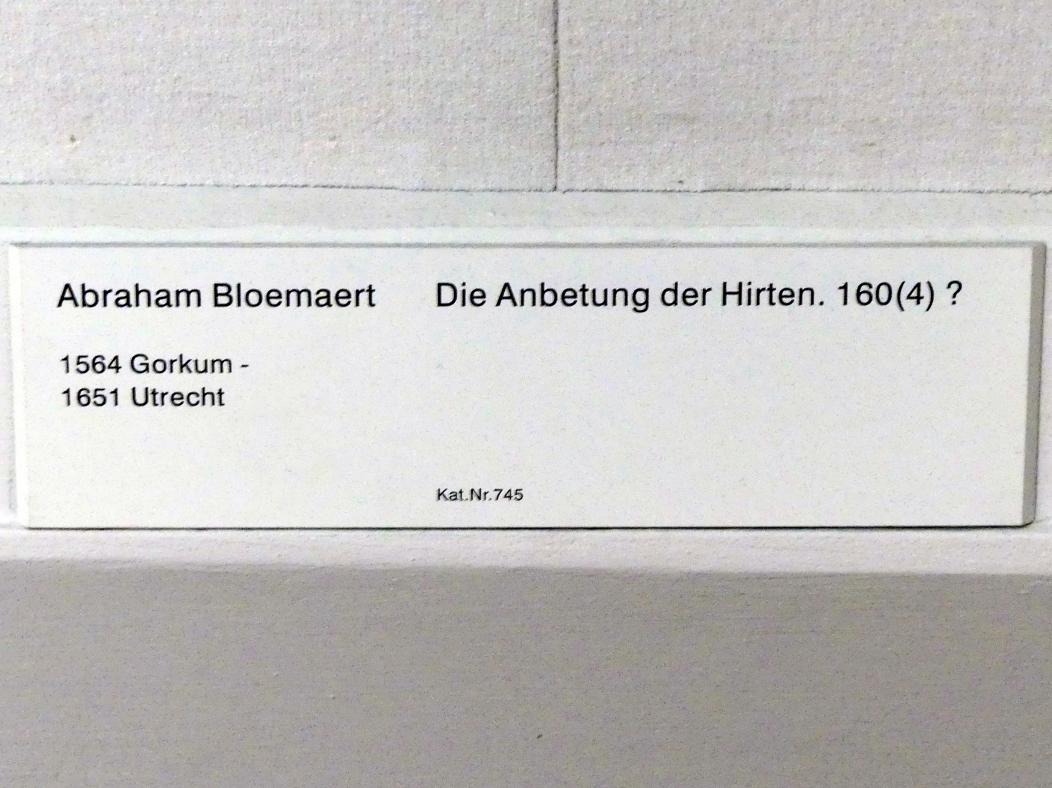 Abraham Bloemaert
1564 Gorkum -
1651 Utrecht
Die Anbetung der Hirten. 160(4) ?
Kat.Nr.745